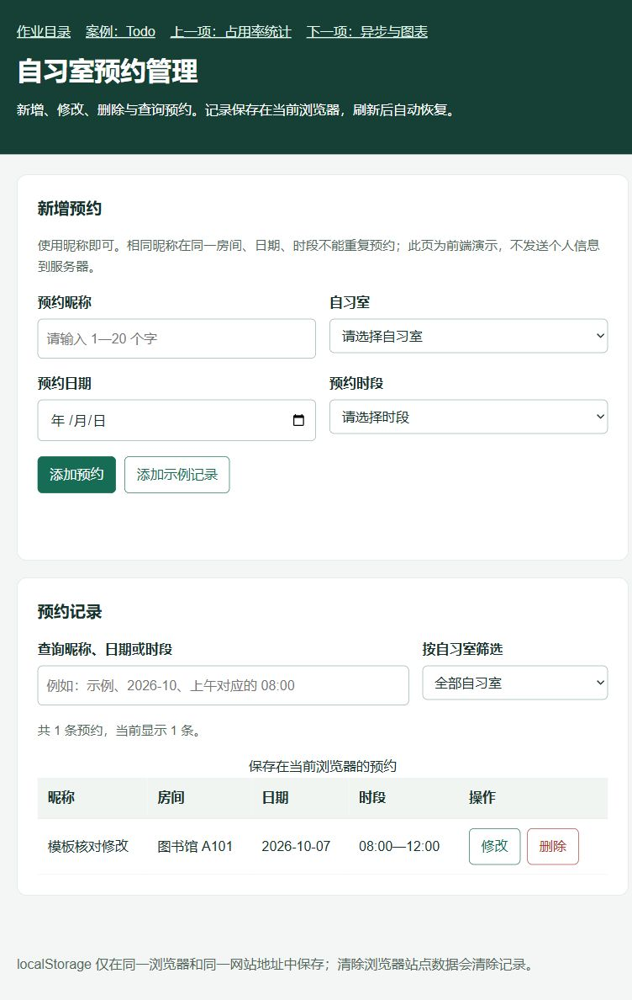 作业目录 案例：Todo 上一项：占用率统计 下一项：异步与图表
自习室预约管理
新增、修改、删除与查询预约。记录保存在当前浏览器，刷新后自动恢复。
新增预约
使用昵称即可。相同昵称在同一房间、日期、时段不能重复预约；此页为前端演示，不发送个人信息
到服务器。
预约昵称 自习室
请输入 1—20 个字 请选择自习室
预约日期 预约时段
年 /月/日 请选择时段
添加预约 添加示例记录
预约记录
查询昵称、日期或时段 按自习室筛选
例如：示例、2026-10、上午对应的 08:00 全部自习室
共 1 条预约，当前显示 1 条。
保存在当前浏览器的预约
昵称 房间 日期 时段 操作
模板核对修改 图书馆 A101 2026-10-07 08:00—12:00 修改 删除
localStorage 仅在同一浏览器和同一网站地址中保存；清除浏览器站点数据会清除记录。